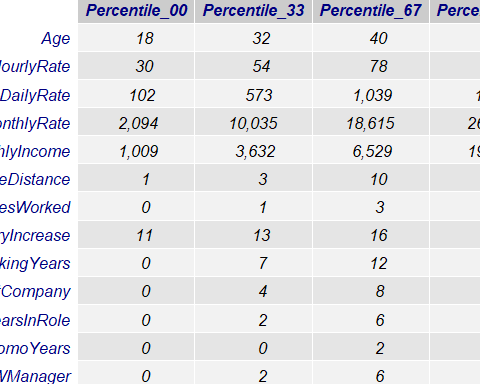 Percentile_00 Percentile_33 Percentile_67 Perc
Age 18 32 40
HourlyRate 30 54 78
DailyRate 102 573 1,039 1
onthlyRate 2,094 10,035 18,615 26
hlyIncome 1,009 3,632 6,529 19
eDistance 1 3 10
esWorked 0 1 3
ryIncrease 11 13 16
kingYears 0 7 12
Company 0 4 8
earsInRole 0 2 6
omoYears 0 0 2
WManager 0 2 6